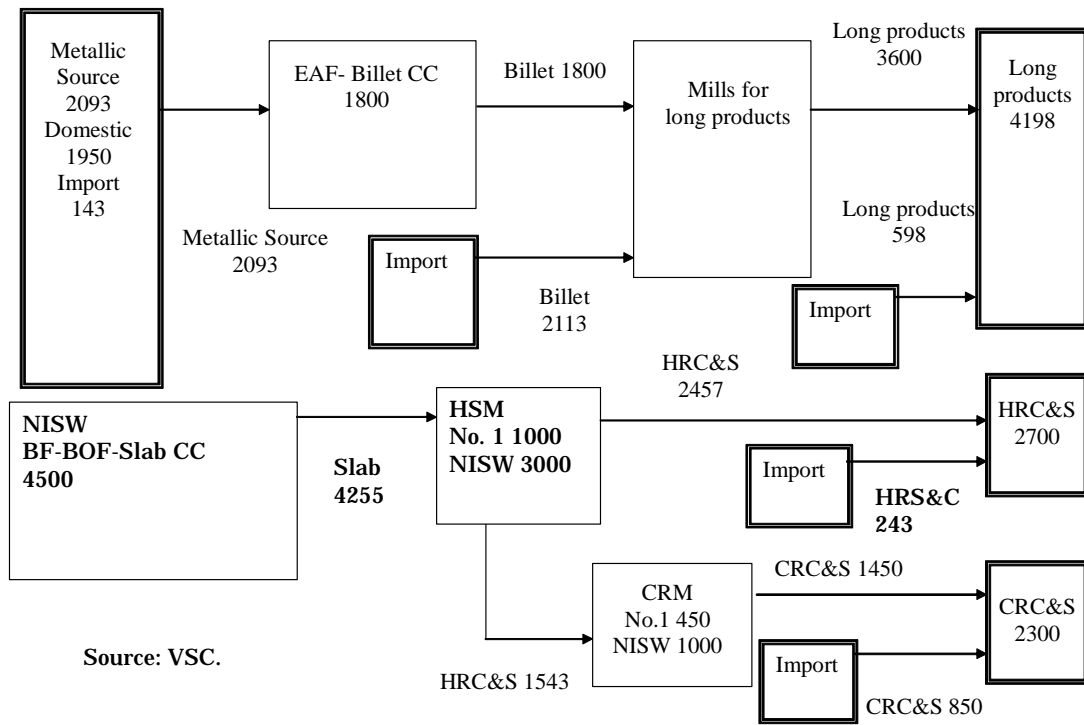 Metallic
Source
2093
Domestic
1950
Import
143
Metallic Source
2093
EAF- Billet CC
1800
Billet 1800
Import
Billet
2113
Mills for
long products
Long products
3600
Long products
598
Import
Long
products
4198
NISW
BF-BOF-Slab CC
4500
Slab
4255
HSM
No. 1 1000
NISW 3000
HRC&S
2457
Import
HRS&C
243
HRC&S
2700
HRC&S 1543
CRM
No.1 450
NISW 1000
CRC&S 1450
Import
CRC&S 850
CRC&S
2300
Source: VSC.